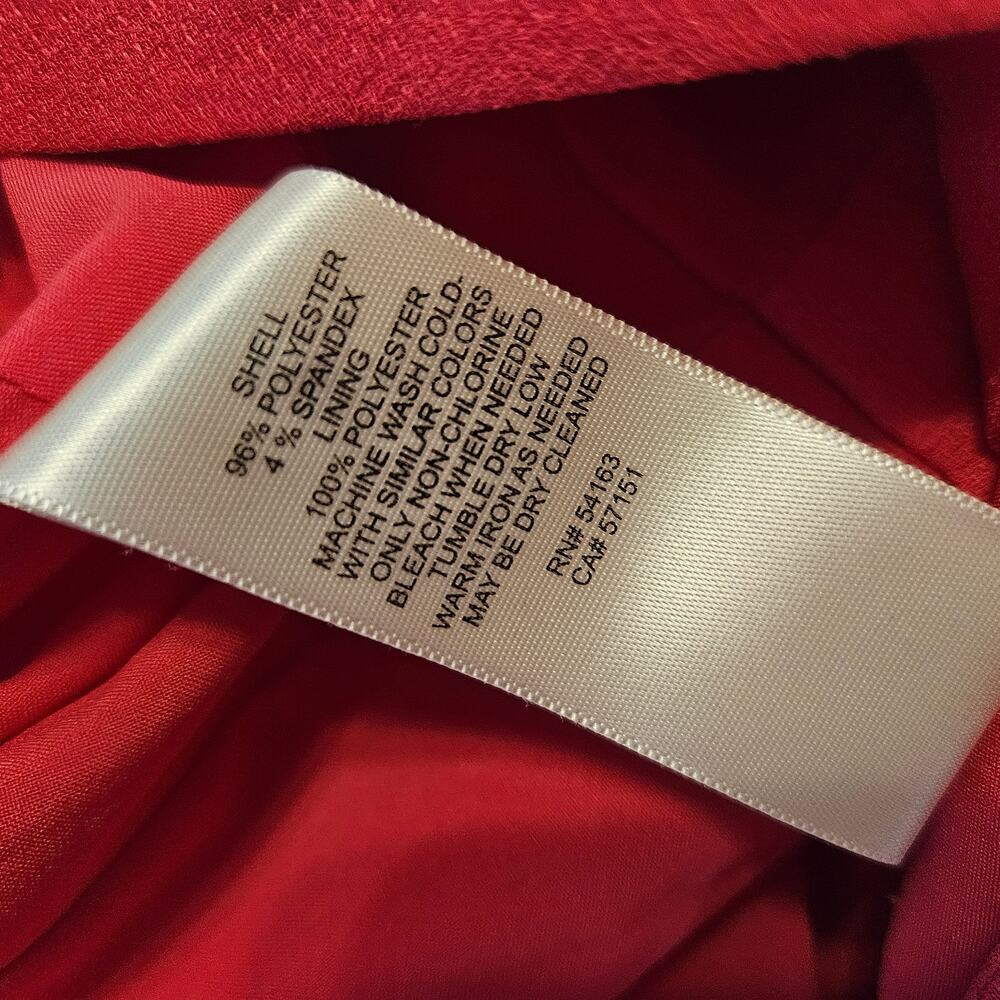 SHELL
96% POLYESTER
4 % SPANDEX
LINING
100% POLYESTER
MACHINE WASH COLD-
WITH SIMILAR COLORS
ONLY NON-CHLORINE
BLEACH WHEN NEEDED
TUMBLE DRY LOW
WARM IRON AS NEEDED
MAY BE DRY CLEANED
RN# 54163
CA# 57151